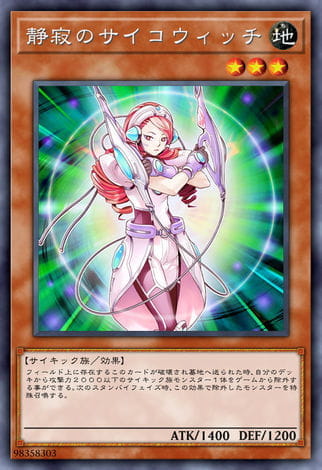 静寂のサイコウィッチ 地
【サイキック族/効果】
フィールド上に存在するこのカードが破壊され墓地へ送られた時、自分のデ
ッキから攻撃力2000以下のサイキック族モンスター1体をゲームから除外す
る事ができる。次のスタンバイフェイズ時、この効果で除外したモンスターを特
殊召喚する。
ATK/1400 DEF/1200
98358303